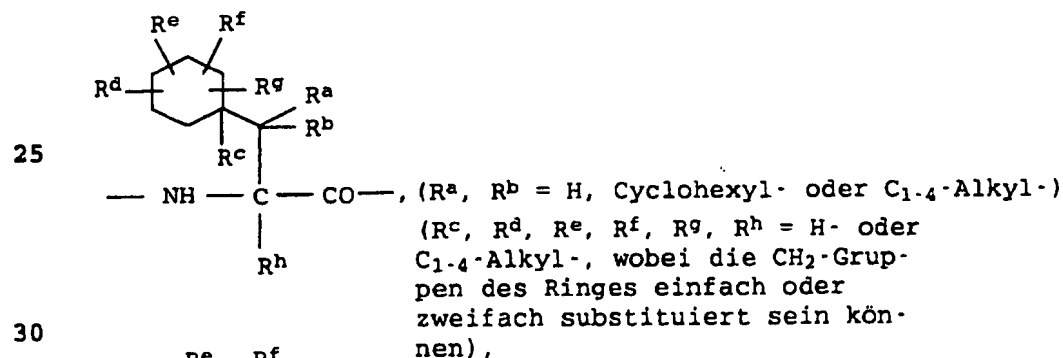 Rᵉ Rᶠ
Rᵈ Rᵍ Rᵃ
Rᵇ
25 Rᶜ
— NH — C — CO —, (Rᵃ, Rᵇ = H, Cyclohexyl- oder C₁₋₄-Alkyl-)
(Rᶜ, Rᵈ, Rᵉ, Rᶠ, Rᵍ, Rʰ = H- oder
Rʰ C₁₋₄-Alkyl-, wobei die CH₂-Grup-
pen des Ringes einfach oder
30 zweifach substituiert sein kön-
nen),